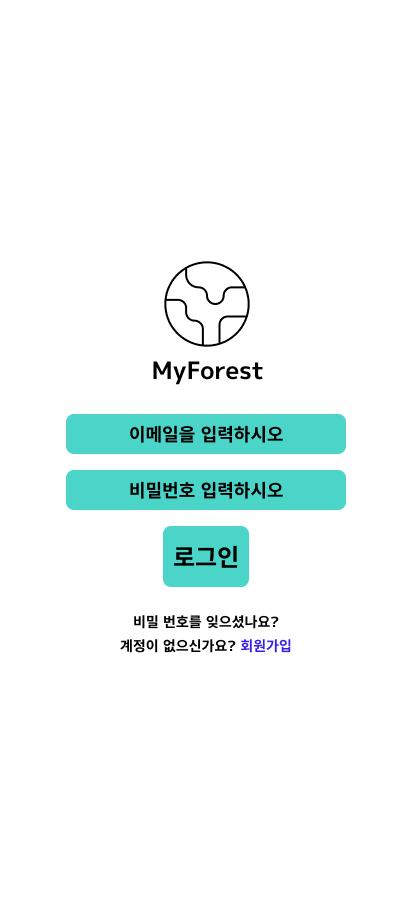 MyForest
이메일을 입력하시오
비밀번호 입력하시오
로그인
비밀 번호를 잊으셨나요?
계정이 없으신가요? 회원가입